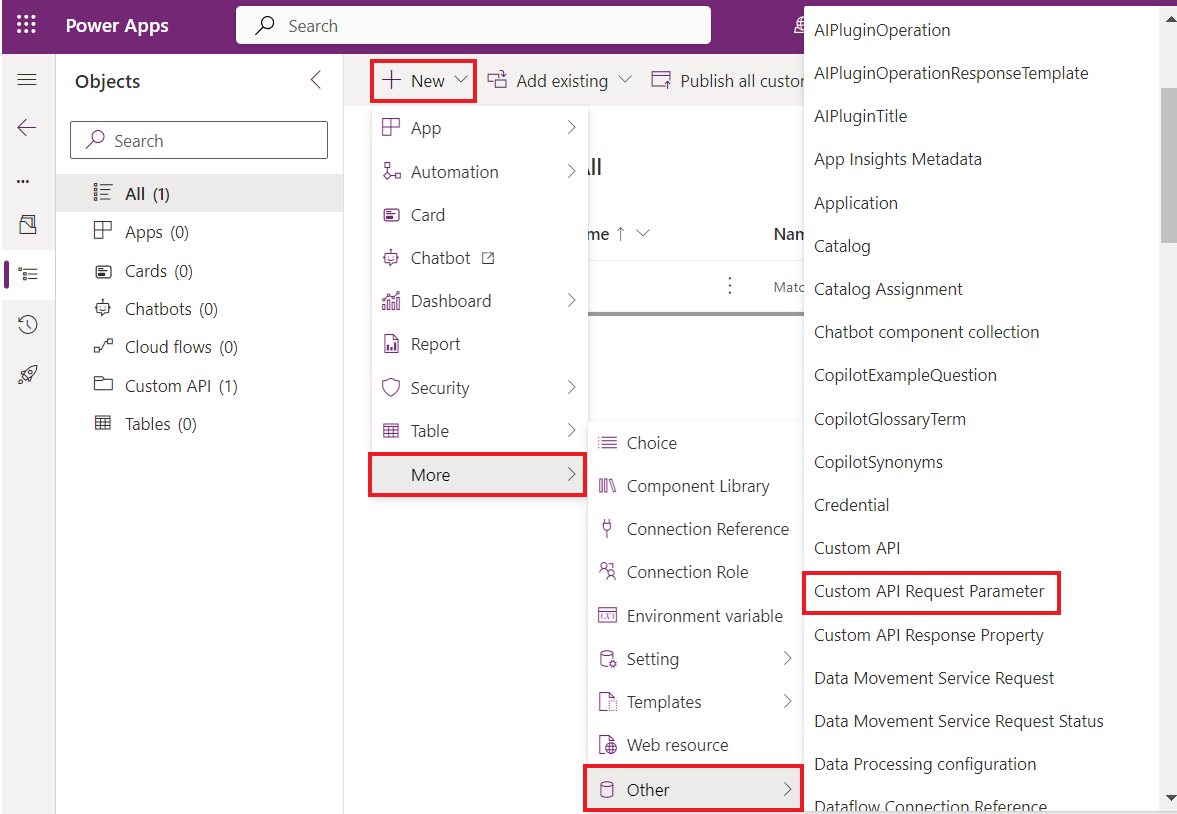 Power Apps
Search
Objects
Search
All (1)
Apps (0)
Cards (0)
Chatbots (0)
Cloud flows (0)
Custom API (1)
Tables (0)
New
Add existing
Publish all custor
All
me ↑
Nam
Matc
App
Automation
Card
Chatbot
Dashboard
Report
Security
Table
More
Choice
Component Library
Connection Reference
Connection Role
Environment variable
Setting
Templates
Web resource
Other
AIPluginOperation
AIPluginOperationResponseTemplate
AIPluginTitle
App Insights Metadata
Application
Catalog
Catalog Assignment
Chatbot component collection
CopilotExampleQuestion
CopilotGlossaryTerm
CopilotSynonyms
Credential
Custom API
Custom API Request Parameter
Custom API Response Property
Data Movement Service Request
Data Movement Service Request Status
Data Processing configuration
Dataflow Connection Reference